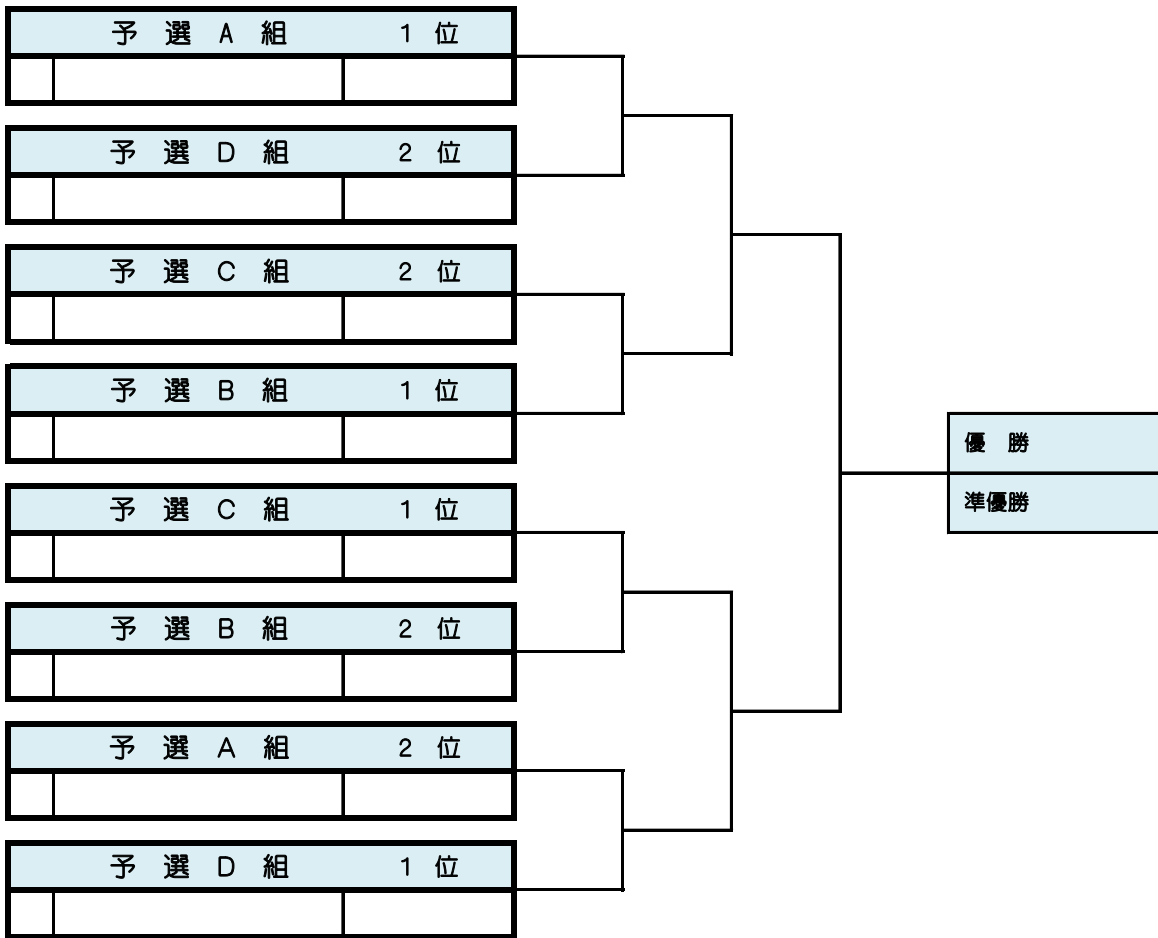 予 選 A 組 1 位
予 選 D 組 2 位
予 選 C 組 2 位
予 選 B 組 1 位
優 勝
準優勝
予 選 C 組 1 位
予 選 B 組 2 位
予 選 A 組 2 位
予 選 D 組 1 位